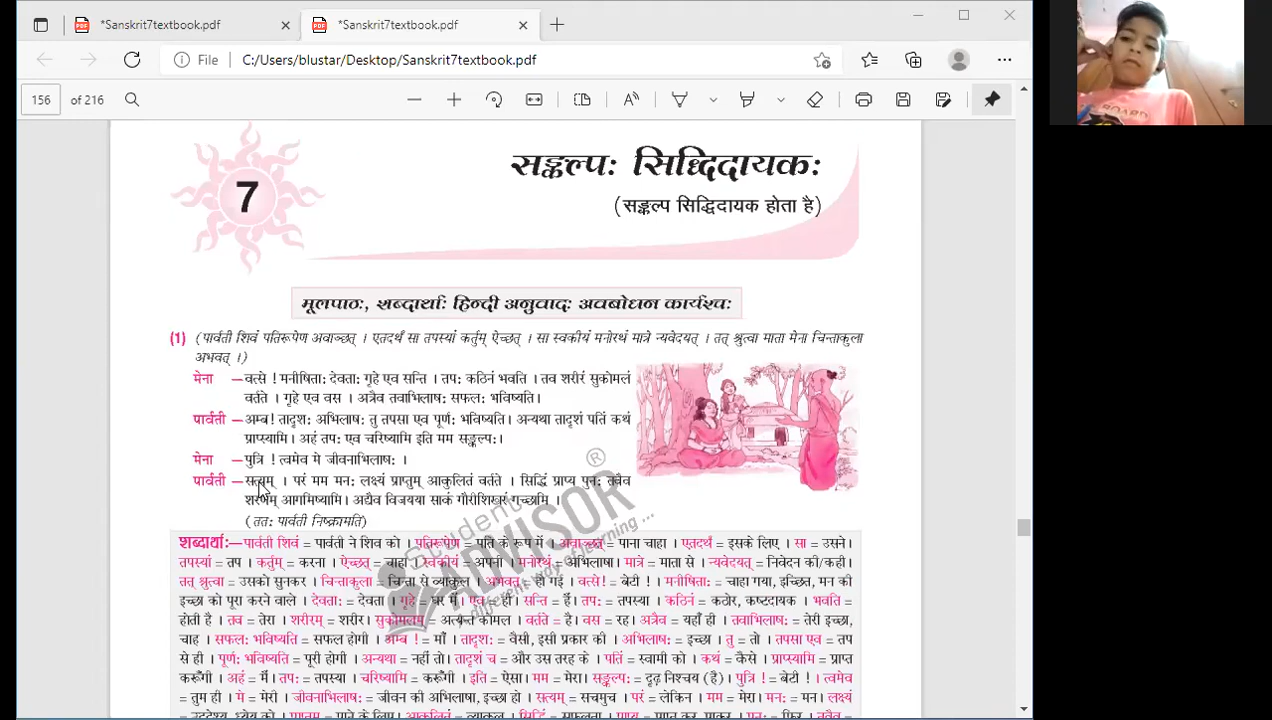 *Sanskrit7textbook.pdf
*Sanskrit7textbook.pdf
File C:/Users/blustar/Desktop/Sanskrit7textbook.pdf
156 of 216
7
सङ्कल्पः सिद्धिदायकः
(सङ्कल्प सिद्धिदायक होता है)
मूलपाठः, शब्दार्थाः हिन्दी अनुवादः अवबोधन कार्यश्चः
(1) (पार्वती शिवं पतिरूपेण अवाञ्छत् । एतदर्थं सा तपस्यां कर्तुम् ऐच्छत् । सा स्वकीयं मनोरथं मात्रे न्यवेदयत् । तत् श्रुत्वा माता मेना चिन्ताकुला
अभवत् ।)
मेना –वत्से ! मनीषिताः देवताः गृहे एव सन्ति । तपः कठिनं भवति । तव शरीरं सुकोमलं
वर्तते । गृहे एव वस । अत्रैव तवाभिलाषः सफलः भविष्यति।
पार्वती –अम्ब! तादृशः अभिलाषः तु तपसा एव पूर्णः भविष्यति। अन्यथा तादृशं पतिं कथं
प्राप्स्यामि। अहं तपः एव चरिष्यामि इति मम सङ्कल्पः।
मेना –पुत्रि ! त्वमेव मे जीवनाभिलाषः ।
पार्वती –सत्यम् । परं मम मनः लक्ष्यं प्राप्तुम् आकुलितं वर्तते । सिद्धिं प्राप्य पुनः तवैव
शरणम् आगमिष्यामि। अद्यैव विजयया साकं गौरीशिखरं गच्छामि ।
(ततः पार्वती निष्क्रामति)
शब्दार्थाः–पार्वती शिवं = पार्वती ने शिव को । पतिरूपेण = पति के रूप में । अवाञ्छत् = पाना चाहा । एतदर्थं = इसके लिए । सा = उसने।
तपस्यां = तप । कर्तुम् = करना । ऐच्छत् = चाहा । स्वकीयं = अपनी । मनोरथं = अभिलाषा । मात्रे = माता से । न्यवेदयत् = निवेदन की/कही।
तत् श्रुत्वा = उसको सुनकर । चिन्ताकुला = चिन्ता से व्याकुल । अभवत् = हो गई । वत्से! = बेटी ! । मनीषिताः = चाहा गया, इच्छित, मन की
इच्छा को पूरा करने वाले । देवताः = देवता । गृहे = घर में । एव = ही। सन्ति = हैं। तपः = तपस्या । कठिनं = कठोर, कष्टदायक । भवति =
होती है । तव = तेरा । शरीरम् = शरीर । सुकोमलम् = अत्यन्त कोमल । वर्तते = है। वस = रह। अत्रैव = यहाँ ही । तवाभिलाषः = तेरी इच्छा,
चाह । सफलः भविष्यति = सफल होगी । अम्ब ! = माँ । तादृशः = वैसी, इसी प्रकार की । अभिलाषः = इच्छा । तु = तो । तपसा एव = तप
से ही । पूर्णः भविष्यति = पूरी होगी । अन्यथा = नहीं तो। तादृशं च = और उस तरह के । पतिं = स्वामी को । कथं = कैसे । प्राप्स्यामि = प्राप्त
करूँगी । अहं = मैं। तपः = तपस्या । चरिष्यामि = करूँगी । इति = ऐसा। मम = मेरा। सङ्कल्पः = दृढ़ निश्चय (है) । पुत्रि ! = बेटी ! । त्वमेव
= तुम ही । मे = मेरी । जीवनाभिलाषः = जीवन की अभिलाषा, इच्छा हो । सत्यम् = सचमुच । परं = लेकिन । मम = मेरा। मनः = मन। लक्ष्यं
Student
ADVISOR
different way of learning...
®
BOARD